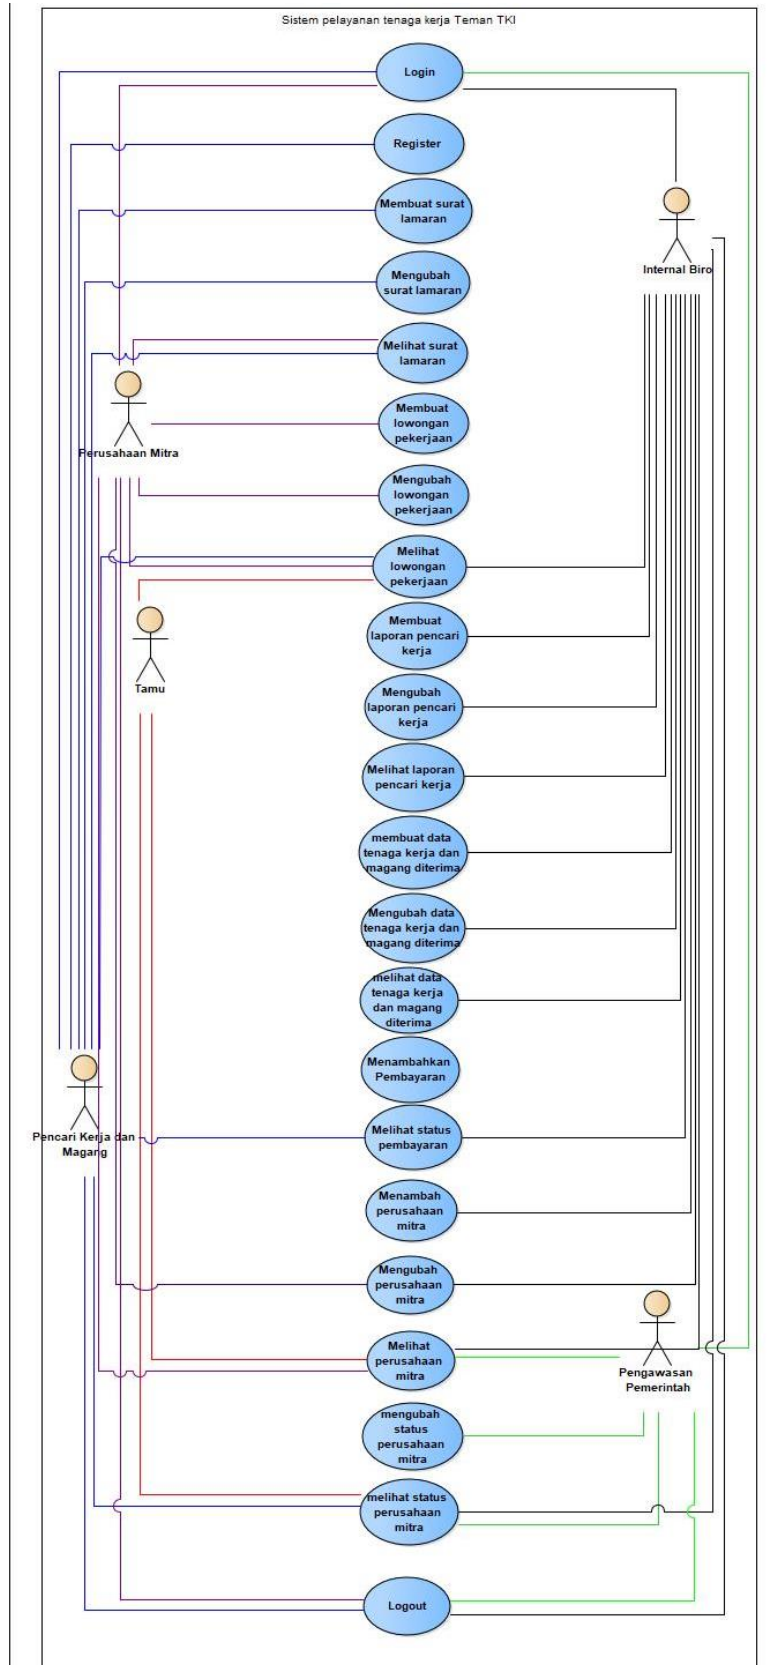 Sistem pelayanan tenaga kerja Teman TKI
Login
Register
Membuat surat
lamaran
Internal Biro
Mengubah
surat lamaran
Melihat surat
lamaran
Membuat
lowongan
pekerjaan
Perusahaan Mitra
Mengubah
lowongan
pekerjaan
Melihat
lowongan
pekerjaan
Membuat
laporan pencari
kerja
Tamu
Mengubah
laporan pencari
kerja
Melihat laporan
pencari kerja
membuat data
tenaga kerja dan
magang diterima
Mengubah data
tenaga kerja dan
magang diterima
melihat data
tenaga kerja
dan magang
diterima
Menambahkan
Pembayaran
Pencari Kerja dan
Magang
Melihat status
pembayaran
Menambah
perusahaan
mitra
Mengubah
perusahaan
mitra
Melihat
perusahaan
mitra
Pengawasan
Pemerintah
mengubah
status
perusahaan
mitra
melihat status
perusahaan
mitra
Logout